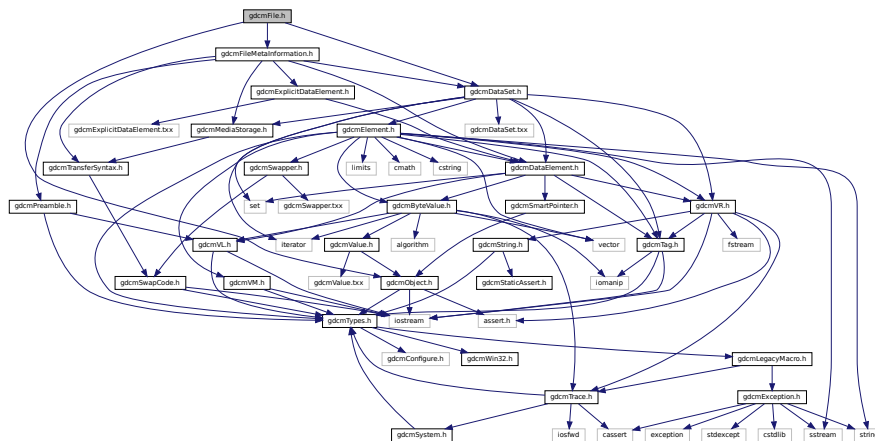 gdcmFile.h
gdcmFileMetaInformation.h
gdcmExplicitDataElement.h
gdcmDataSet.h
gdcmExplicitDataElement.txx
gdcmMediaStorage.h
gdcmElement.h
gdcmDataSet.txx
gdcmTransferSyntax.h
gdcmSwapper.h
limits
cmath
cstring
gdcmDataElement.h
gdcmPreamble.h
set
gdcmSwapper.txx
gdcmByteValue.h
gdcmSmartPointer.h
gdcmVR.h
gdcmVL.h
iterator
gdcmValue.h
algorithm
gdcmString.h
vector
gdcmTag.h
fstream
gdcmSwapCode.h
gdcmVM.h
gdcmValue.txx
gdcmObject.h
gdcmStaticAssert.h
iomanip
gdcmTypes.h
iostream
assert.h
gdcmConfigure.h
gdcmWin32.h
gdcmLegacyMacro.h
gdcmTrace.h
gdcmException.h
gdcmSystem.h
iosfwd
cassert
exception
stdexcept
cstdlib
sstream